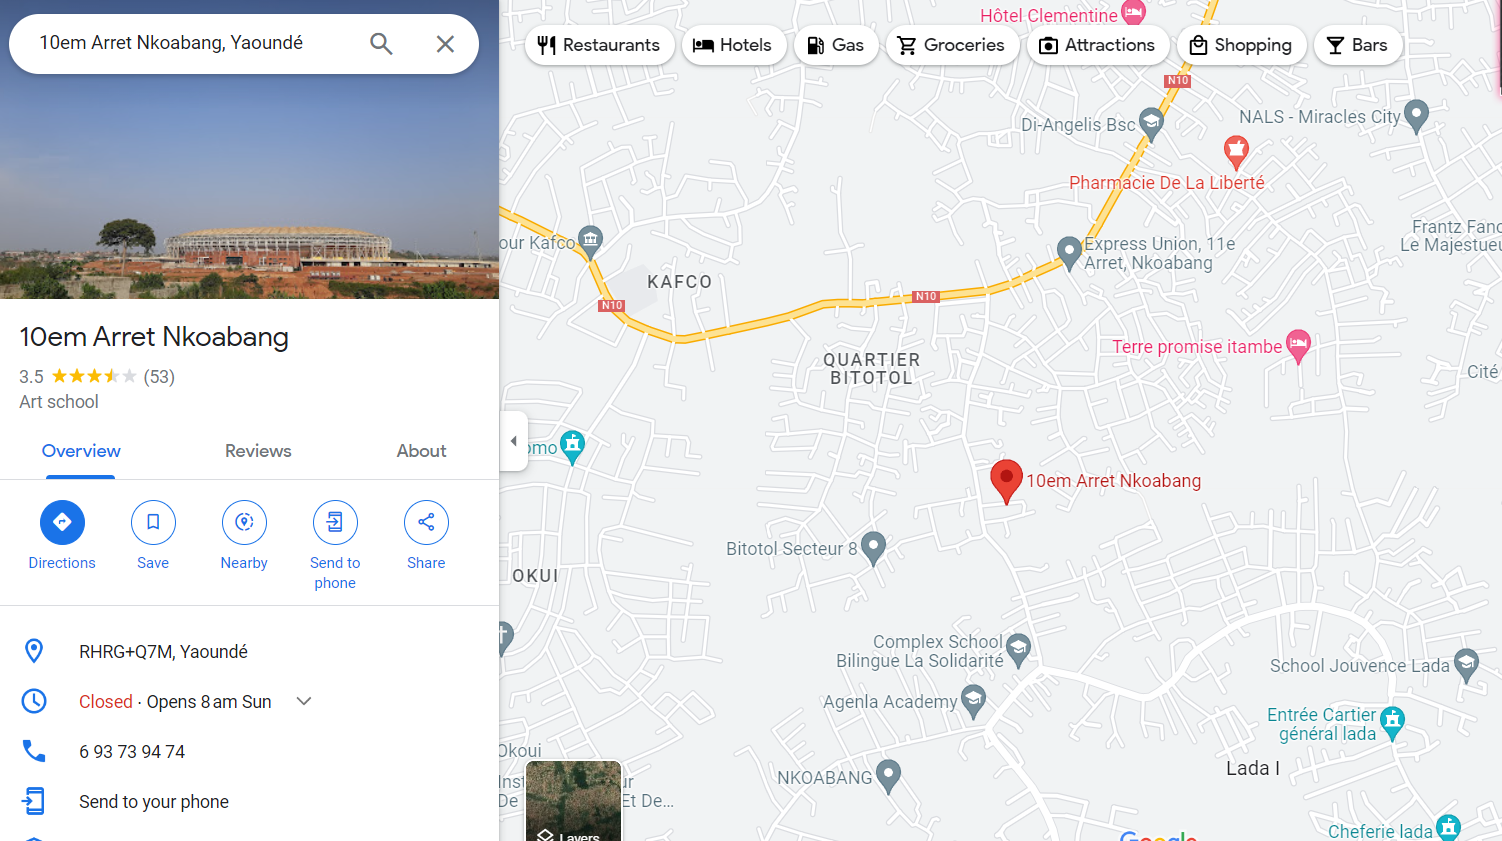 10em Arret Nkoabang, Yaoundé
10em Arret Nkoabang
3.5 (53)
Art school
Overview
Reviews
About
Directions
Save
Nearby
Send to
phone
Share
RHRG+Q7M, Yaoundé
Closed · Opens 8 am Sun
6 93 73 94 74
Send to your phone
Restaurants
Hotels
Gas
Groceries
Attractions
Shopping
Bars
Hôtel Clementine
N10
Di-Angelis Bsc
NALS - Miracles City
Pharmacie De La Liberté
our Kafco
KAFCO
N10
Express Union, 11e
Arret, Nkoabang
Frantz Fanc
Le Majestueu
N10
QUARTIER
BITOTOL
Terre promise itambe
Cité
omo
10em Arret Nkoabang
Bitotol Secteur 8
OKUI
Complex School
Bilingue La Solidarité
School Jouvence Lada
Agenla Academy
Entrée Cartier
général lada
Okoui
Inst
ur
De
Et De...
NKOABANG
Lada I
Layers
Google
Cheferie lada